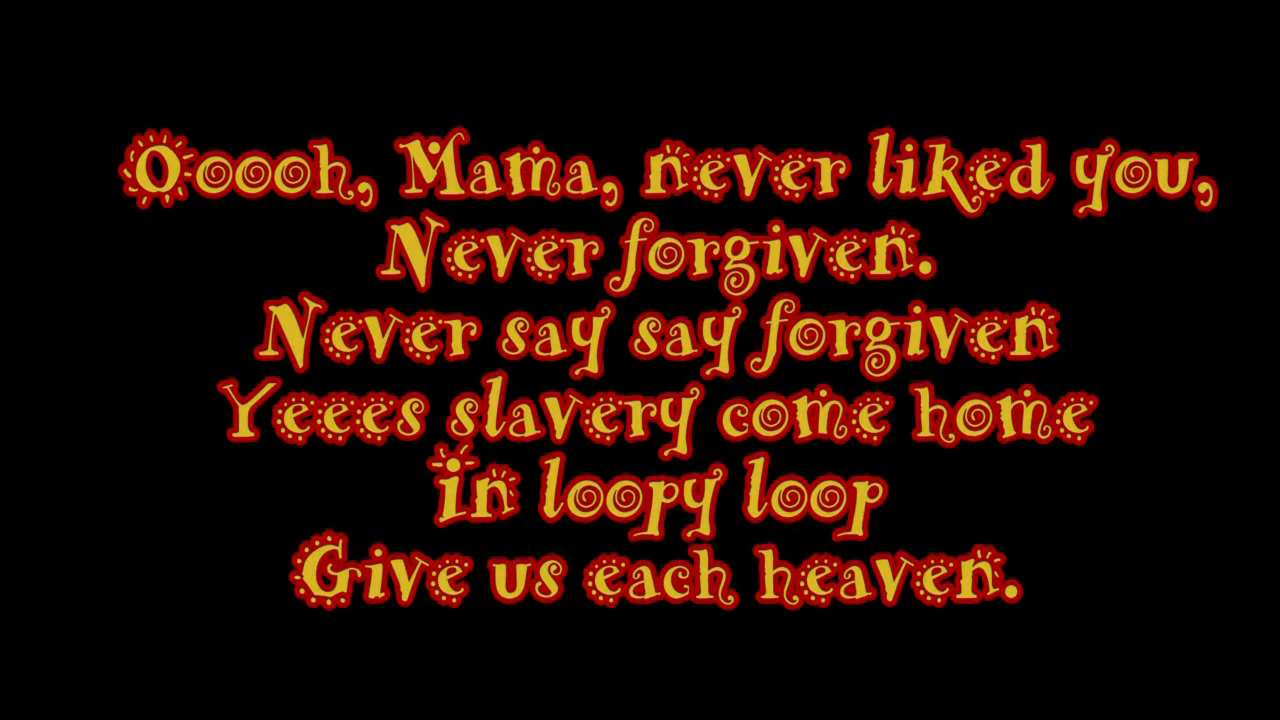 Ooooh, Mama, never liked you,
Never forgiven.
Never say say forgiven
Yeees slavery come home
In loopy loop
Give us each heaven.